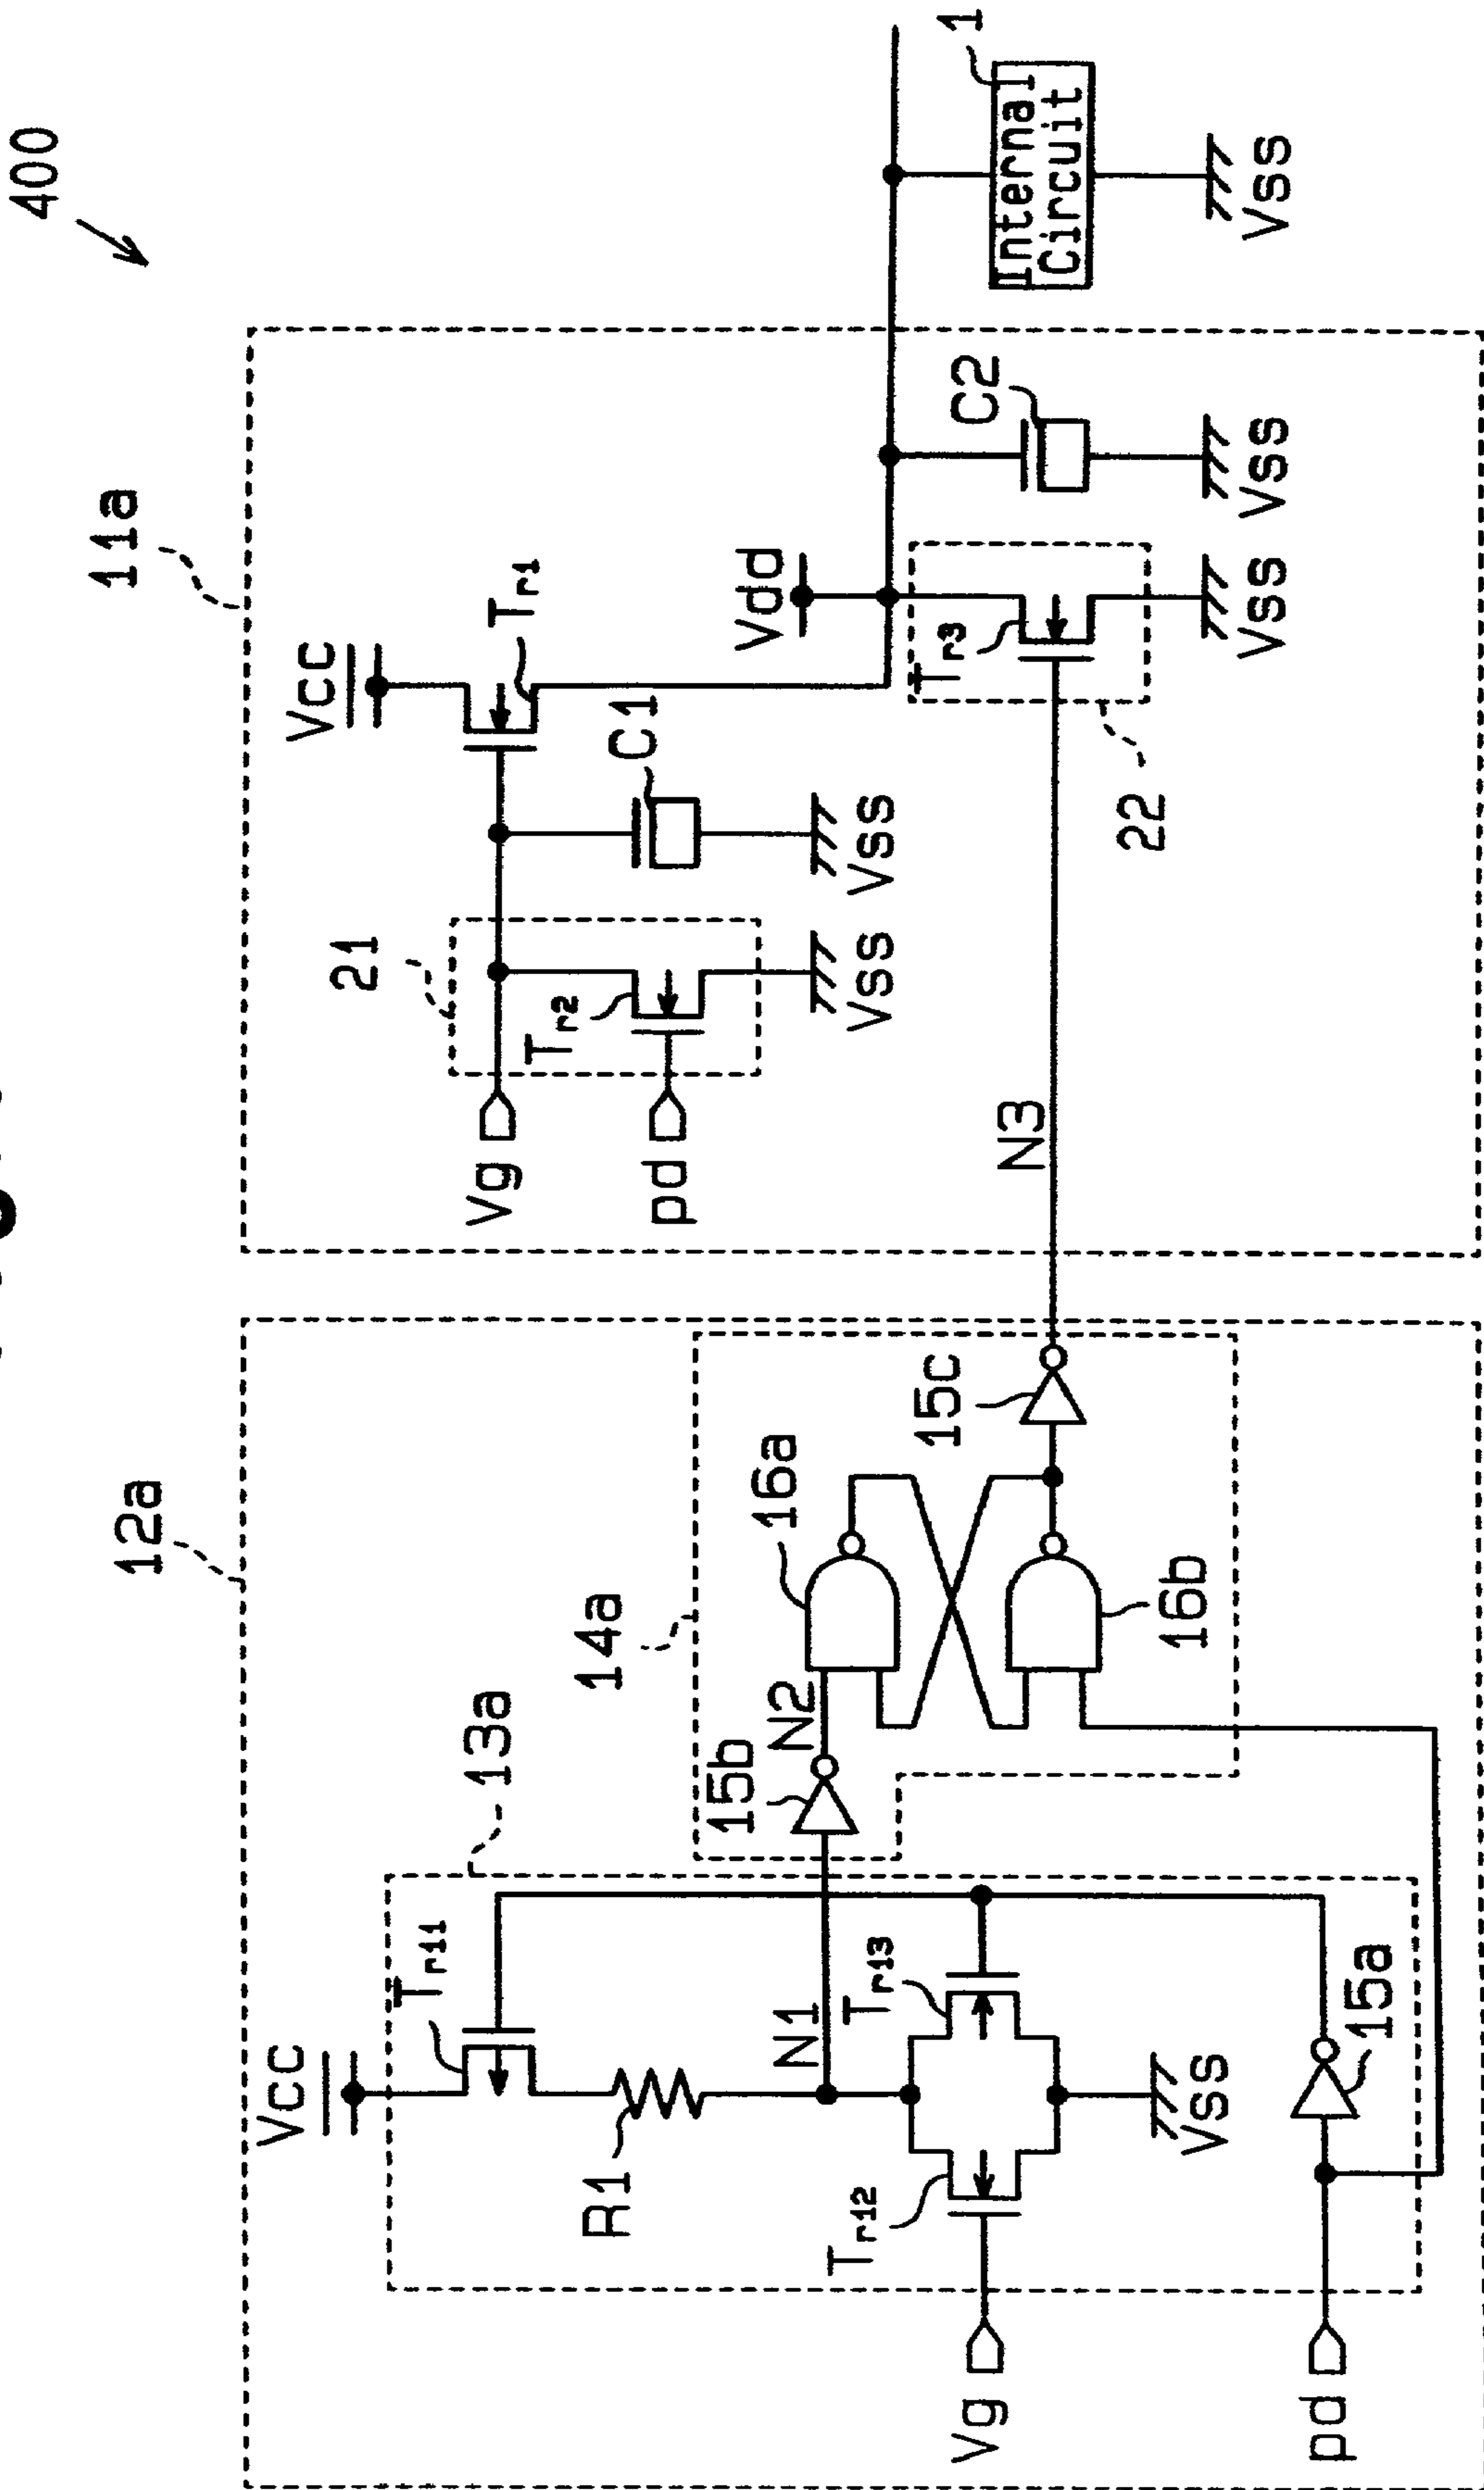 400
12a
11a
13a
14a
Vcc
Tr11
R1
N1
Tr12
Tr13
Vg
Vss
pd
15a
15b
N2
16a
16b
15c
N3
21
Vg
pd
Tr2
Vss
C1
Vss
Vcc
Tr1
Vdd
Tr3
22
Vss
C2
Vss
Internal
Circuit
1
Vss